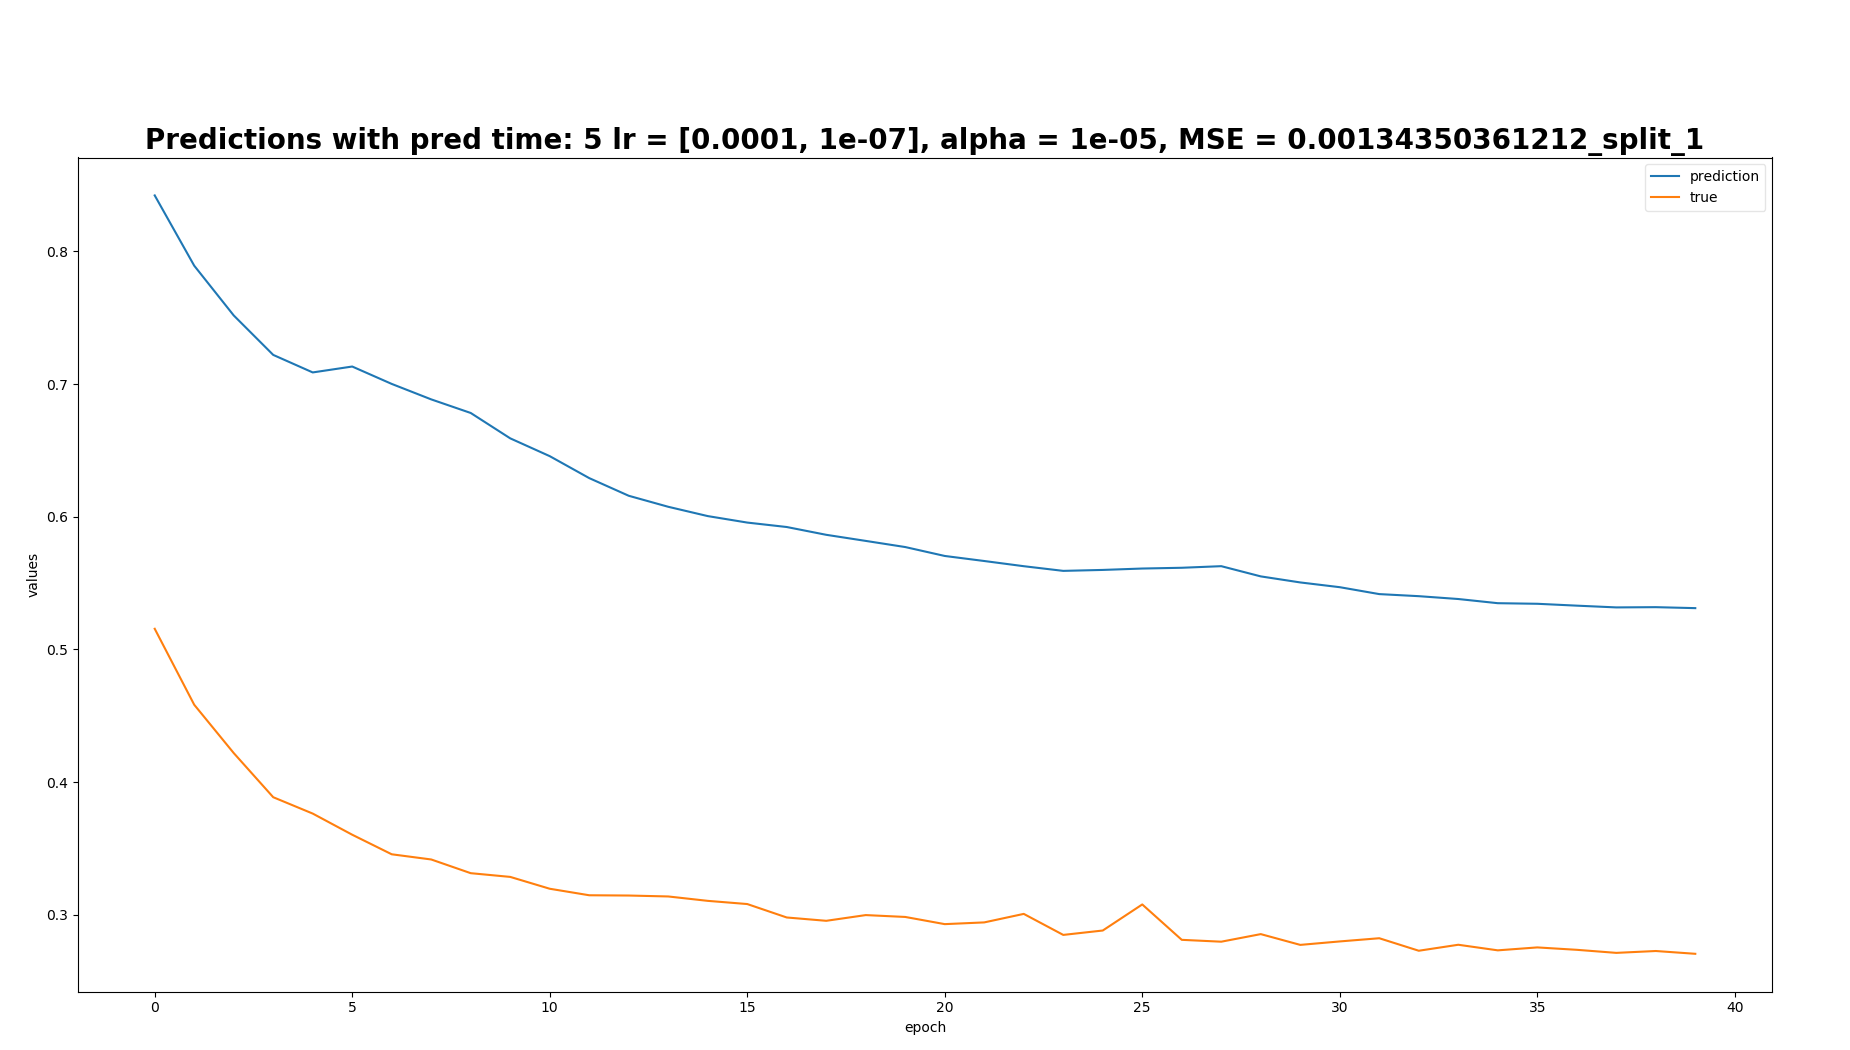 Predictions with pred time: 5 lr = [0.0001, 1e-07], alpha = 1e-05, MSE = 0.00134350361212_split_1
prediction
true
0.8
0.7
0.6
0.5
0.4
0.3
values
0 5 10 15 20 25 30 35 40
epoch